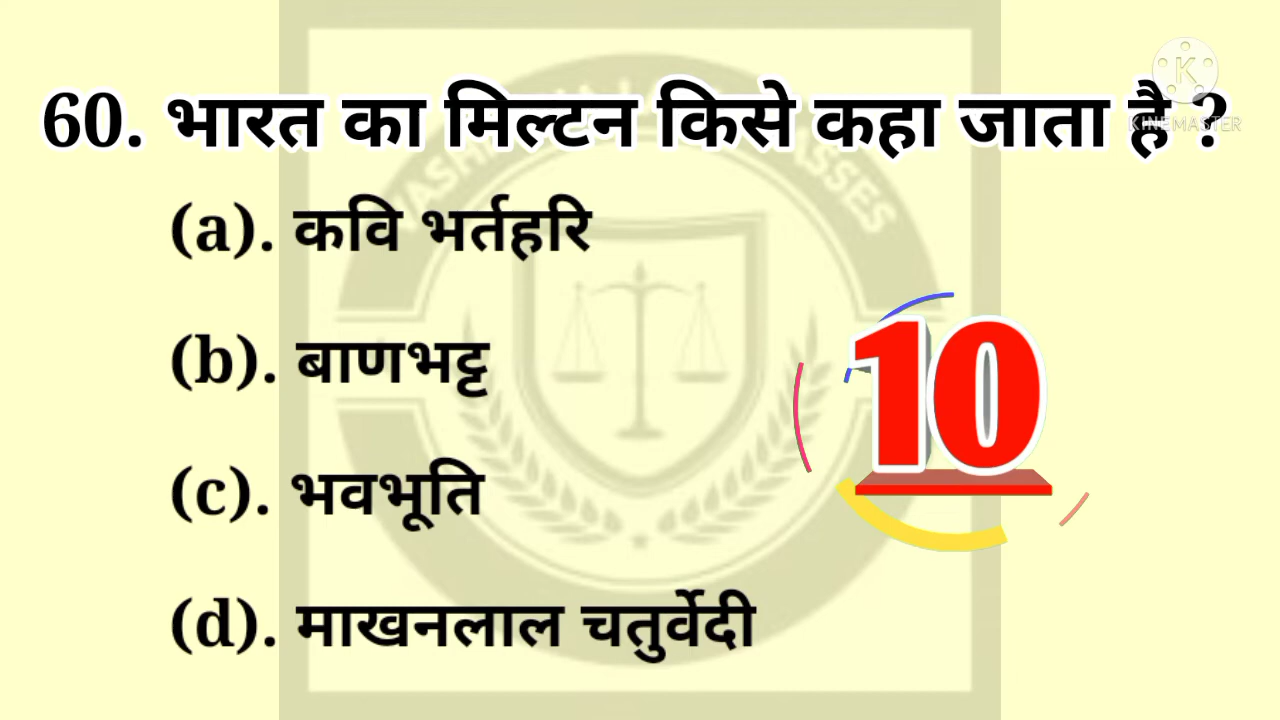 60. भारत का मिल्टन किसे कहा जाता है ?
KINEMASTER
(a). कवि भर्तहरि
(b). बाणभट्ट
10
(c). भवभूति
(d). माखनलाल चतुर्वेदी